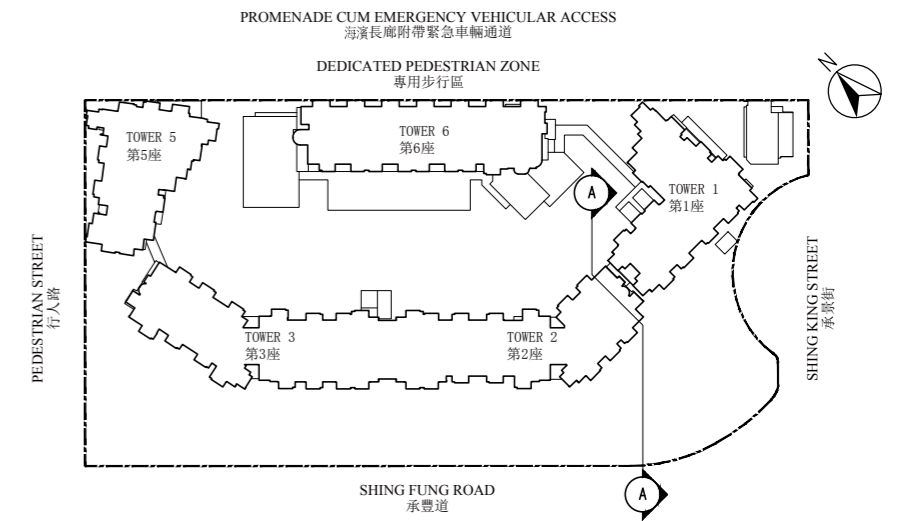 PROMENADE CUM EMERGENCY VEHICULAR ACCESS
海濱長廊附帶緊急車輛通道
DEDICATED PEDESTRIAN ZONE
專用步行區
N
TOWER 5
第5座
TOWER 6
第6座
TOWER 1
第1座
A
PEDESTRIAN STREET
行人路
SHING KING STREET
承景街
TOWER 3
第3座
TOWER 2
第2座
SHING FUNG ROAD
承豐道
A